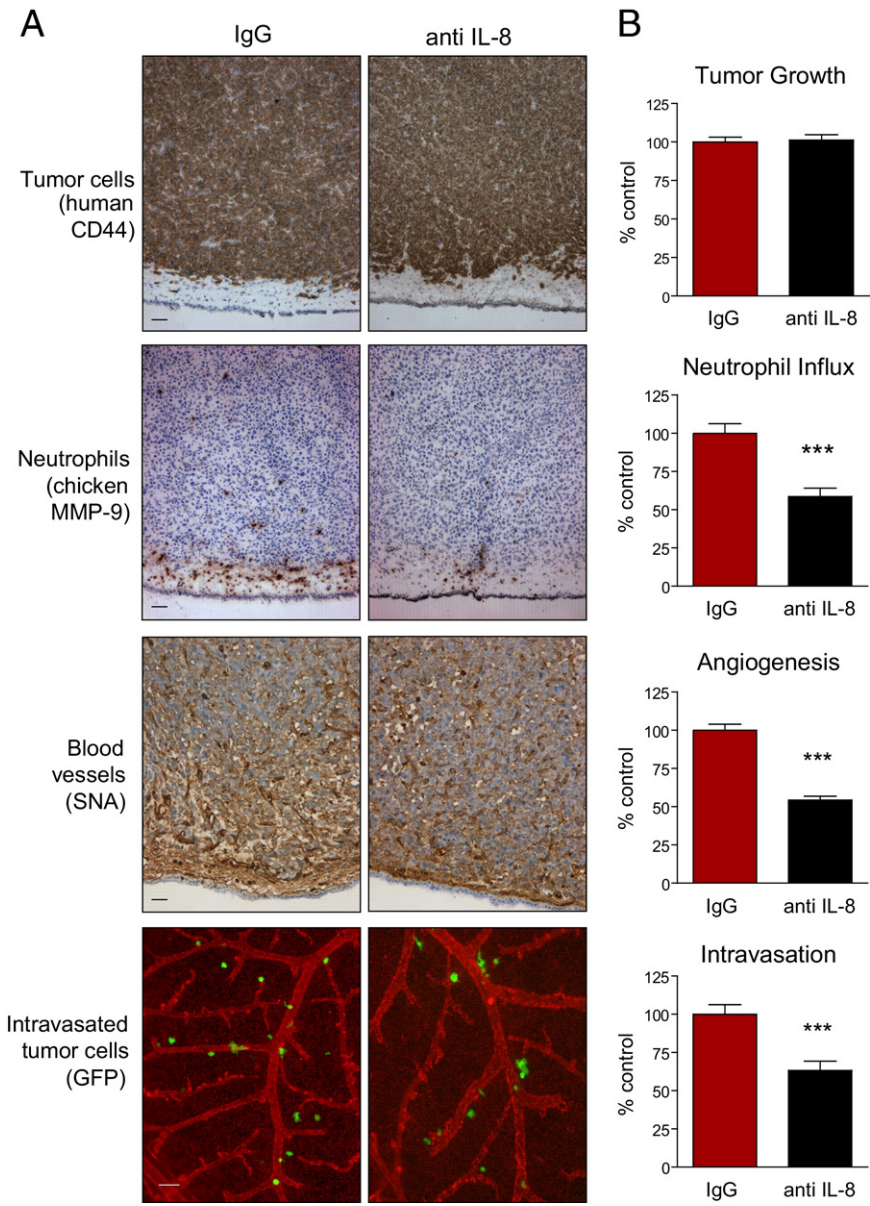 A
IgG
anti IL-8
Tumor cells
(human
CD44)
Neutrophils
(chicken
MMP-9)
Blood
vessels
(SNA)
Intravasated
tumor cells
(GFP)
B
Tumor Growth
% control
125
100
75
50
25
0
IgG
anti IL-8
Neutrophil Influx
% control
125
100
75
50
25
0
***
IgG
anti IL-8
Angiogenesis
% control
125
100
75
50
25
0
***
IgG
anti IL-8
Intravasation
% control
125
100
75
50
25
0
***
IgG
anti IL-8